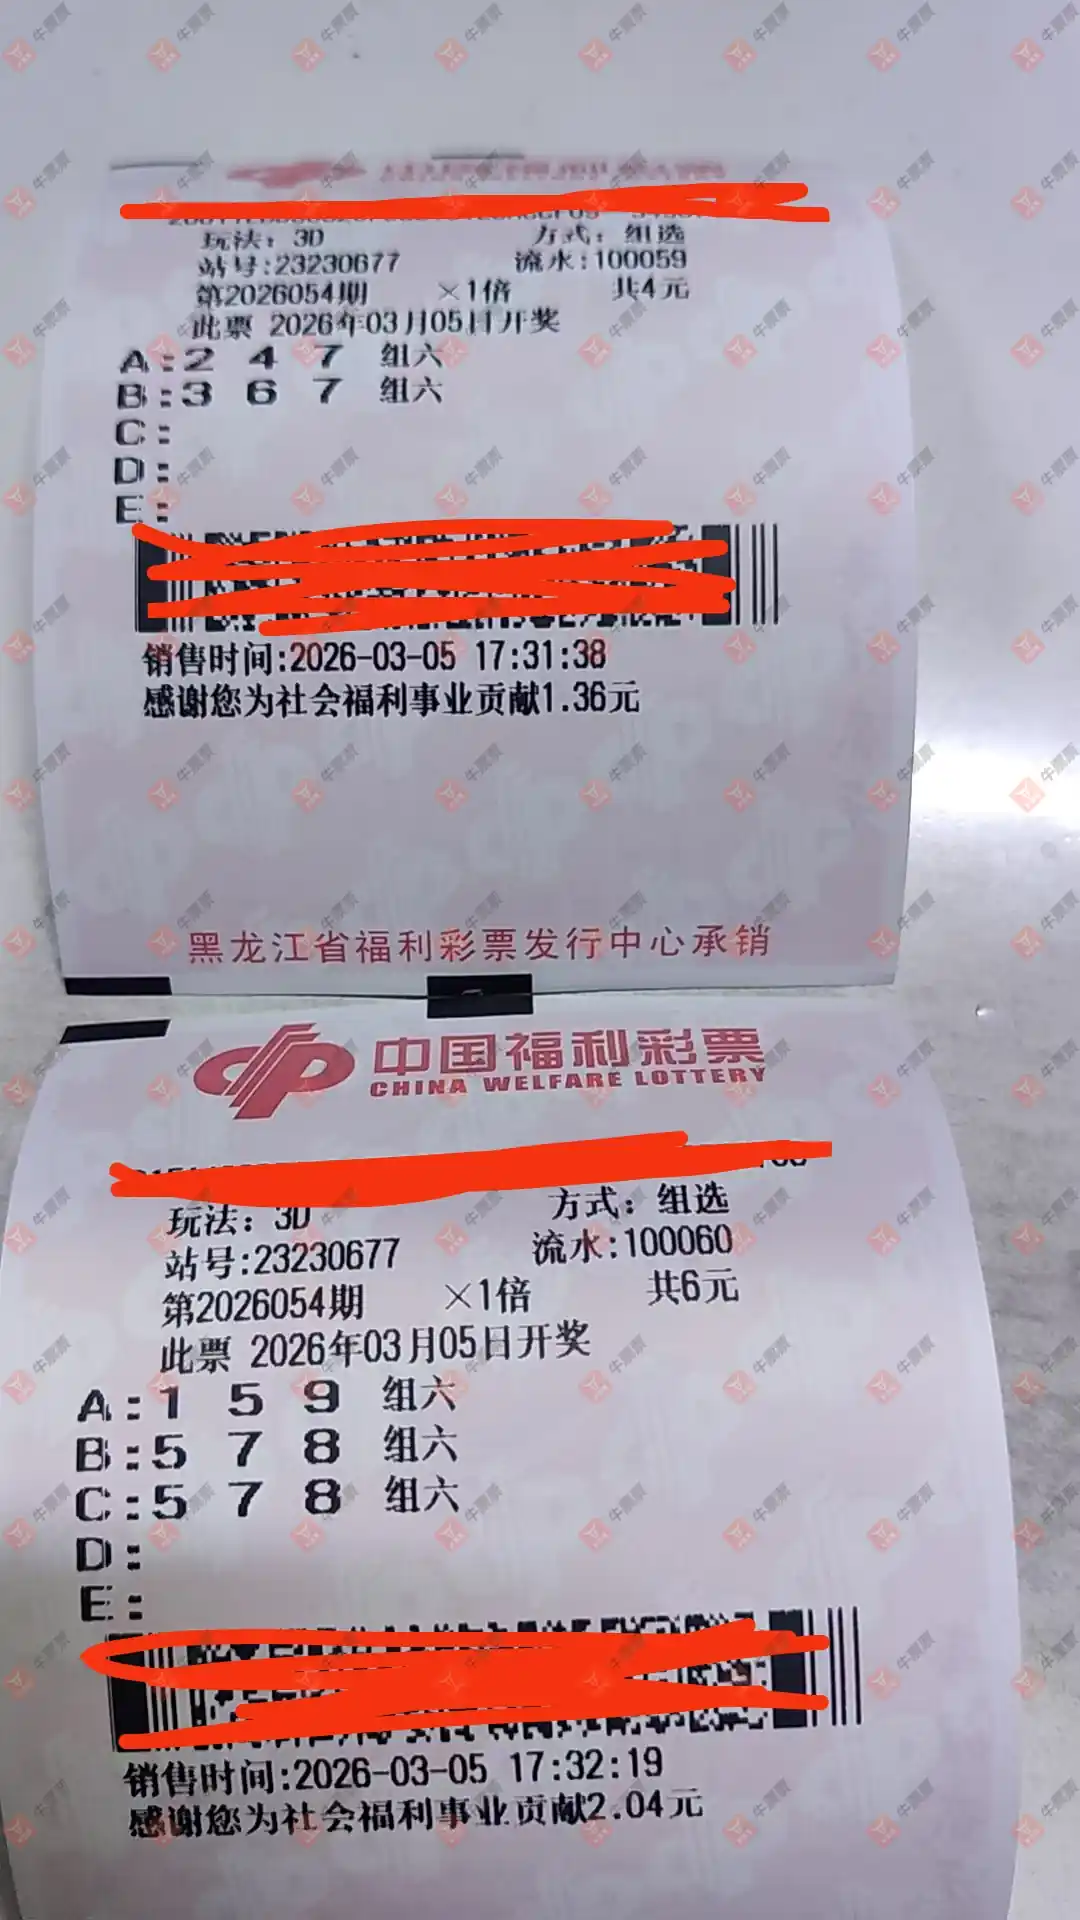 玩法：3D 方式：组选
站号:23230677 流水:100059
第2026054期 ×1倍 共4元
此票 2026年03月05日开奖
A:2 4 7 组六
B:3 6 7 组六
C:
D:
E:
销售时间:2026-03-05 17:31:38
感谢您为社会福利事业贡献1.36元
黑龙江省福利彩票发行中心承销
中国福利彩票
CHINA WELFARE LOTTERY
玩法：3D 方式：组选
站号:23230677 流水:100060
第2026054期 ×1倍 共6元
此票 2026年03月05日开奖
A:1 5 9 组六
B:5 7 8 组六
C:5 7 8 组六
D:
E:
销售时间:2026-03-05 17:32:19
感谢您为社会福利事业贡献2.04元
牛票票